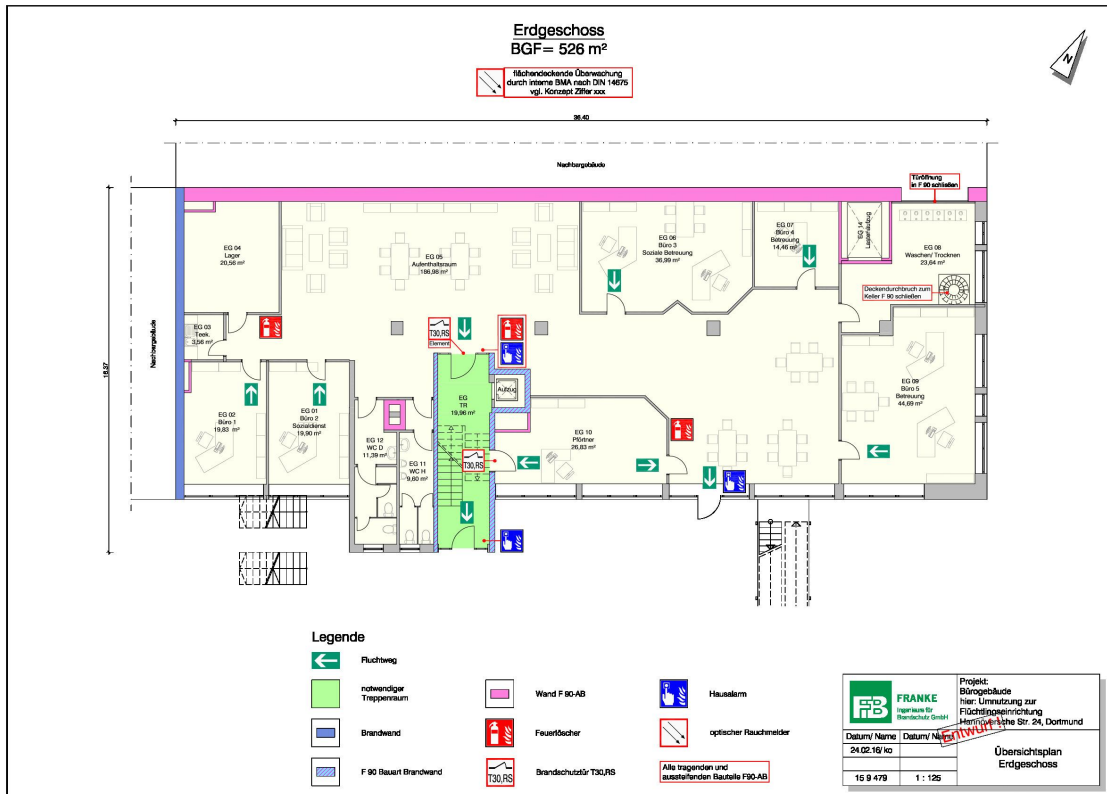 Erdgeschoss
BGF= 526 m²
flächendeckende Überwachung
durch interne BMA nach DIN 14675
vgl. Konzept Ziffer xxx
N
36.40
Nachbargebäude
Türöffnung
in F 90 schließen
EG 04
Lager
20,56 m²
EG 05
Aufenthaltsraum
186,98 m²
EG 06
Büro 3
Soziale Betreuung
36,99 m²
EG 07
Büro 4
Betreuung
14,46 m²
EG 14
Lastenaufzug
EG 08
Waschen/ Trocknen
23,64 m²
Deckendurchbruch zum
Keller F 90 schließen
EG 03
Teek.
3,56 m²
T30,RS
Element
16.37
Nachbargebäude
EG 02
Büro 1
19,83 m²
EG 01
Büro 2
Sozialdienst
19,90 m²
EG
TR
19,96 m²
Aufzug
EG 09
Büro 5
Betreuung
44,69 m²
EG 12
WC D
11,39 m²
EG 11
WC H
9,60 m²
T30,RS
EG 10
Pförtner
26,83 m²
Legende
Fluchtweg
notwendiger
Treppenraum
Wand F 90-AB
Hausalarm
Brandwand
Feuerlöscher
optischer Rauchmelder
F 90 Bauart Brandwand
T30,RS
Brandschutztür T30,RS
Alle tragenden und
aussteifenden Bauteile F90-AB
FB
FRANKE
Ingenieure für
Brandschutz GmbH
Projekt:
Bürogebäude
hier: Umnutzung zur
Flüchtlingseinrichtung
Hannoversche Str. 24, Dortmund
Entwurf !
Datum/ Name
Datum/ Name
24.02.16/ ko
Übersichtsplan
Erdgeschoss
15 9 479
1 : 125